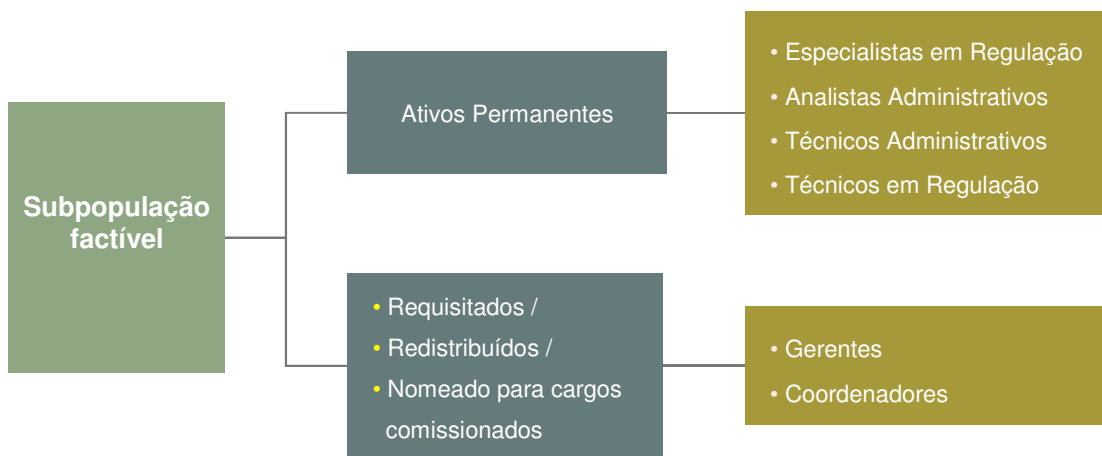 Subpopulação
factível
Ativos Permanentes
• Especialistas em Regulação
• Analistas Administrativos
• Técnicos Administrativos
• Técnicos em Regulação
• Requisitados /
• Redistribuídos /
• Nomeado para cargos
comissionados
• Gerentes
• Coordenadores